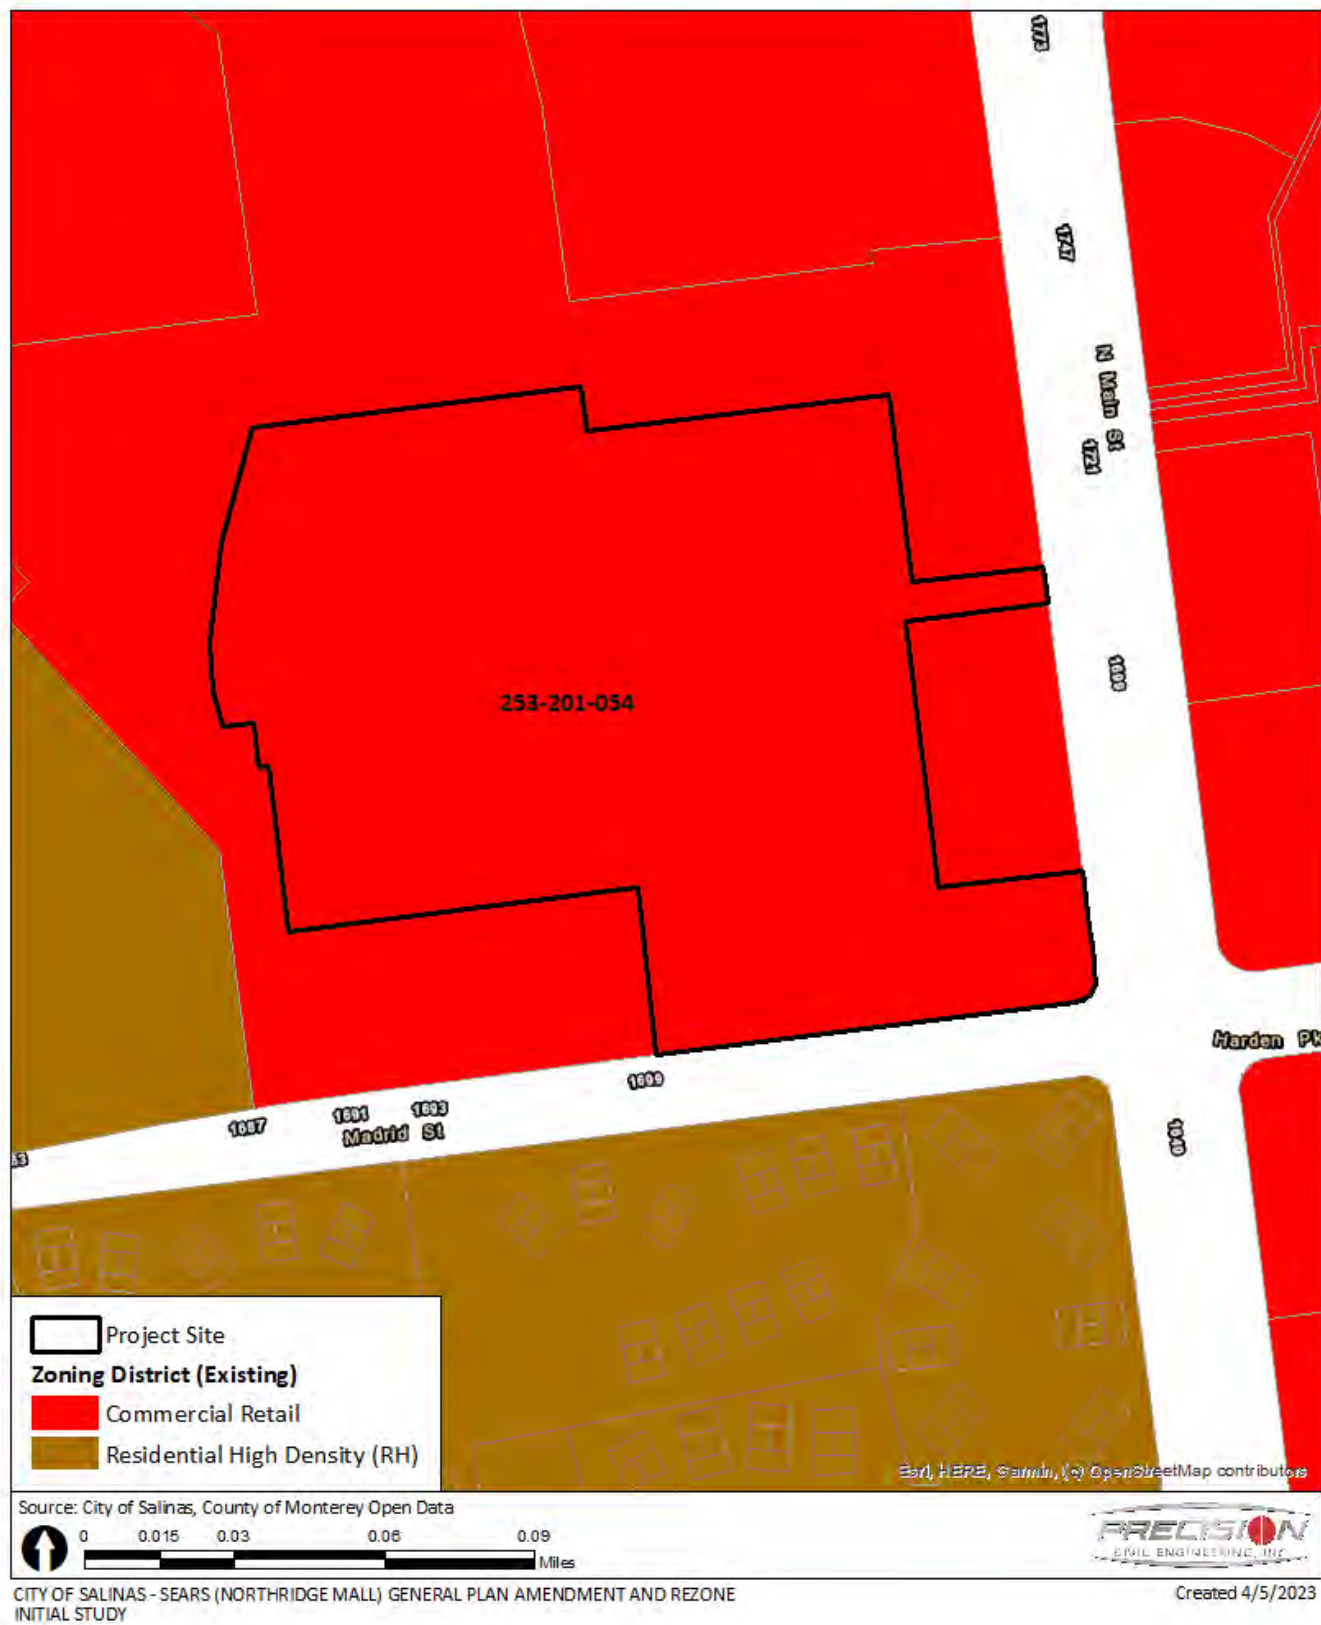 1773
1747
N Main St
1721
253-201-054
1699
Harden Pk
1687
1691
1693
1699
Madrid St
53
1640
Project Site
Zoning District (Existing)
Commercial Retail
Residential High Density (RH)
Esri, HERE, Garmin, (c) OpenStreetMap contributors
Source: City of Salinas, County of Monterey Open Data
0 0.015 0.03 0.06 0.09
Miles
PRECISION
CIVIL ENGINEERING, INC.
CITY OF SALINAS - SEARS (NORTHRIDGE MALL) GENERAL PLAN AMENDMENT AND REZONE
INITIAL STUDY
Created 4/5/2023